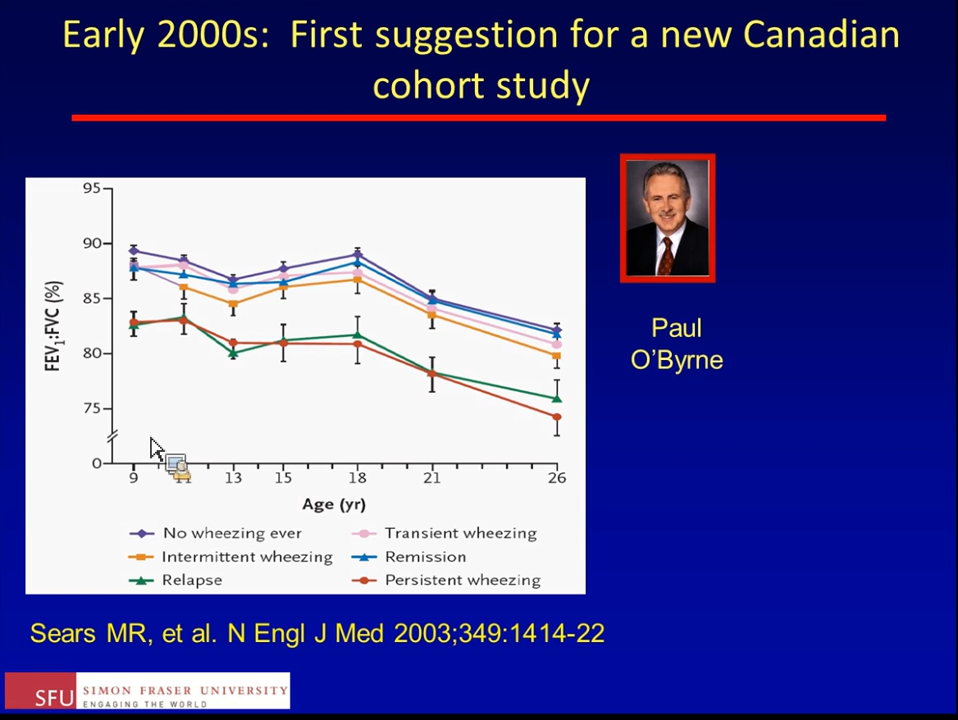 Early 2000s: First suggestion for a new Canadian
cohort study
95
90
85
80
75
0
FEV1:FVC (%)
9
11
13
15
18
21
26
Age (yr)
No wheezing ever
Transient wheezing
Intermittent wheezing
Remission
Relapse
Persistent wheezing
Paul
O’Byrne
Sears MR, et al. N Engl J Med 2003;349:1414-22
SFU
SIMON FRASER UNIVERSITY
ENGAGING THE WORLD